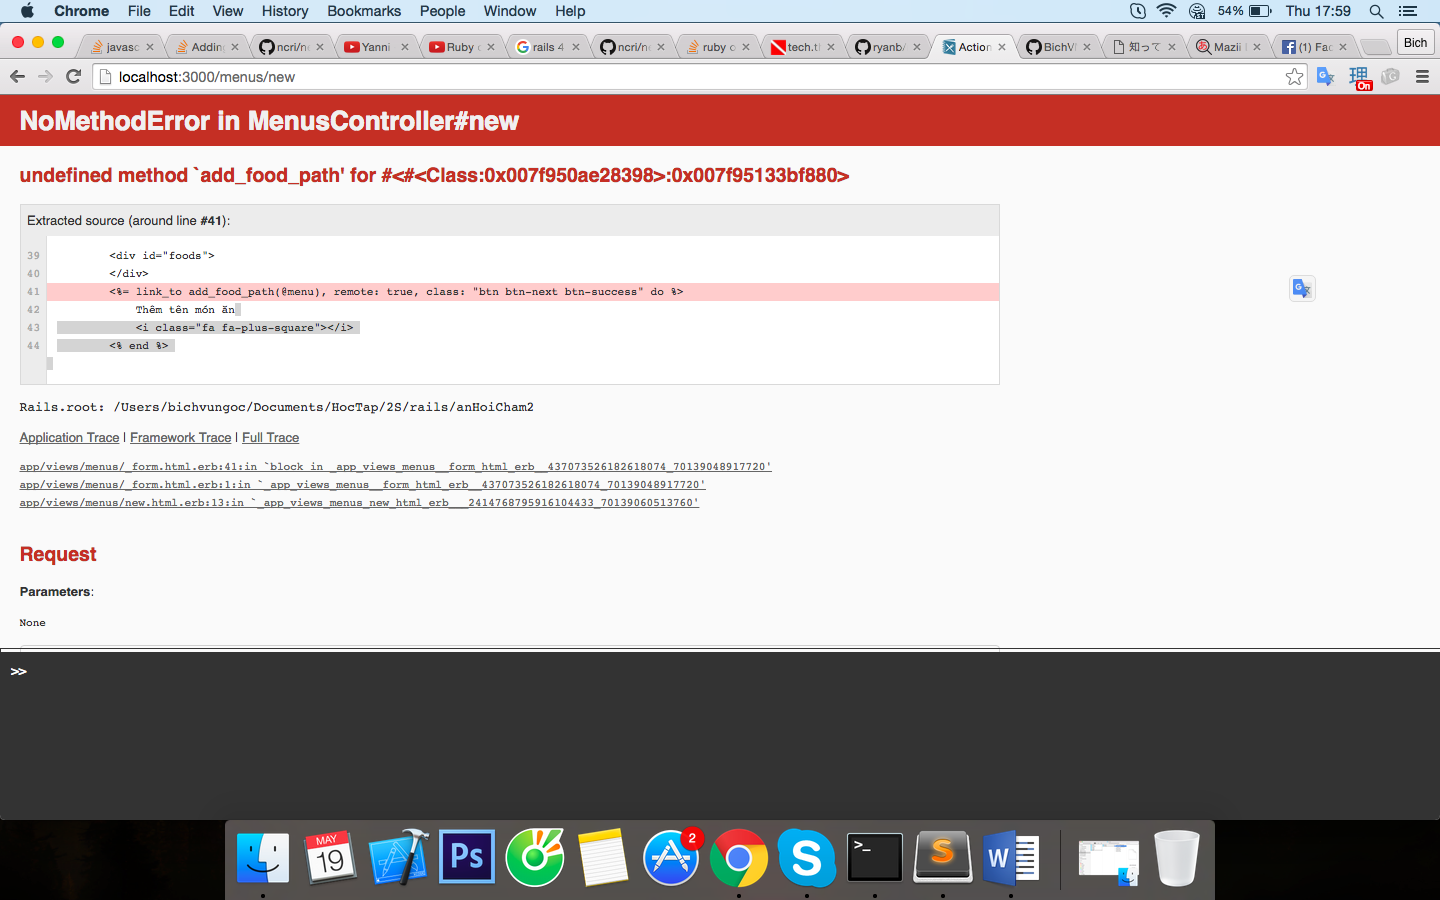 Chrome File Edit View History Bookmarks People Window Help 54% Thu 17:59
javasc Adding ncri/ne Yanni Ruby o rails 4 ncri/ne ruby o tech.tl ryanb/ Action BichV 知って Mazii (1) Fac Bich
localhost:3000/menus/new 理 On
NoMethodError in MenusController#new
undefined method `add_food_path' for #<#<Class:0x007f950ae28398>:0x007f95133bf880>
Extracted source (around line #41):
39 <div id="foods">
40 </div>
41 <%= link_to add_food_path(@menu), remote: true, class: "btn btn-next btn-success" do %>
42 Thêm tên món ăn
43 <i class="fa fa-plus-square"></i>
44 <% end %>
Rails.root: /Users/bichvungoc/Documents/HocTap/2S/rails/anHoiCham2
Application Trace | Framework Trace | Full Trace
app/views/menus/_form.html.erb:41:in `block in _app_views_menus__form_html_erb__437073526182618074_70139048917720'
app/views/menus/_form.html.erb:1:in `_app_views_menus__form_html_erb__437073526182618074_70139048917720'
app/views/menus/new.html.erb:13:in `_app_views_menus_new_html_erb___2414768795916104433_70139060513760'
Request
Parameters:
None
>>
MAY 19 Ps 2 S >_ S W